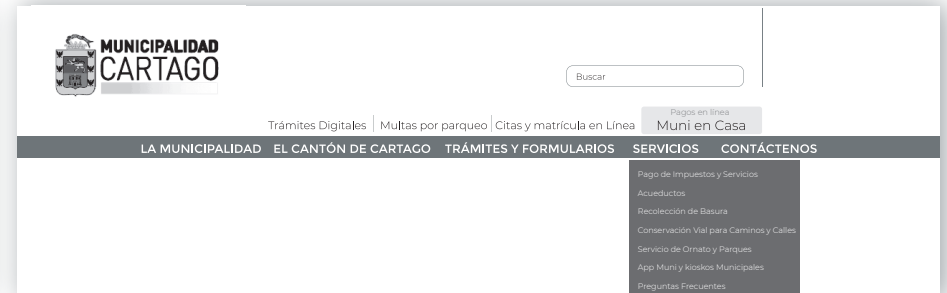 MUNICIPALIDAD
CARTAGO
Buscar
Pagos en línea
Trámites Digitales | Multas por parqueo | Citas y matrícula en Línea Muni en Casa
LA MUNICIPALIDAD EL CANTÓN DE CARTAGO TRÁMITES Y FORMULARIOS SERVICIOS CONTÁCTENOS
Pago de Impuestos y Servicios
Acueductos
Recolección de Basura
Conservación Vial para Caminos y Calles
Servicio de Ornato y Parques
App Muni y kioskos Municipales
Preguntas Frecuentes